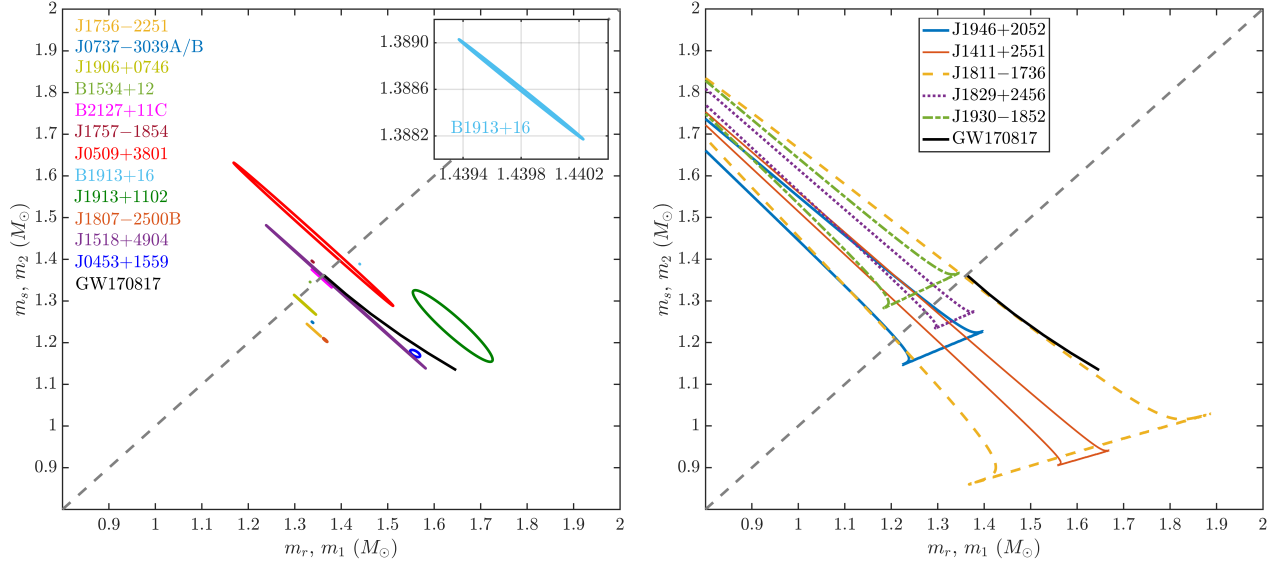 J1756−2251
J0737−3039A/B
J1906+0746
B1534+12
B2127+11C
J1757−1854
J0509+3801
B1913+16
J1913+1102
J1807−2500B
J1518+4904
J0453+1559
GW170817
1.3890
1.3886
1.3882
B1913+16
1.4394 1.4398 1.4402
2
1.9
1.8
1.7
1.6
1.5
1.4
1.3
1.2
1.1
1
0.9
m_s, m_2 (M_⊙)
0.9 1 1.1 1.2 1.3 1.4 1.5 1.6 1.7 1.8 1.9 2
m_r, m_1 (M_⊙)
J1946+2052
J1411+2551
J1811−1736
J1829+2456
J1930−1852
GW170817
2
1.9
1.8
1.7
1.6
1.5
1.4
1.3
1.2
1.1
1
0.9
m_s, m_2 (M_⊙)
0.9 1 1.1 1.2 1.3 1.4 1.5 1.6 1.7 1.8 1.9 2
m_r, m_1 (M_⊙)